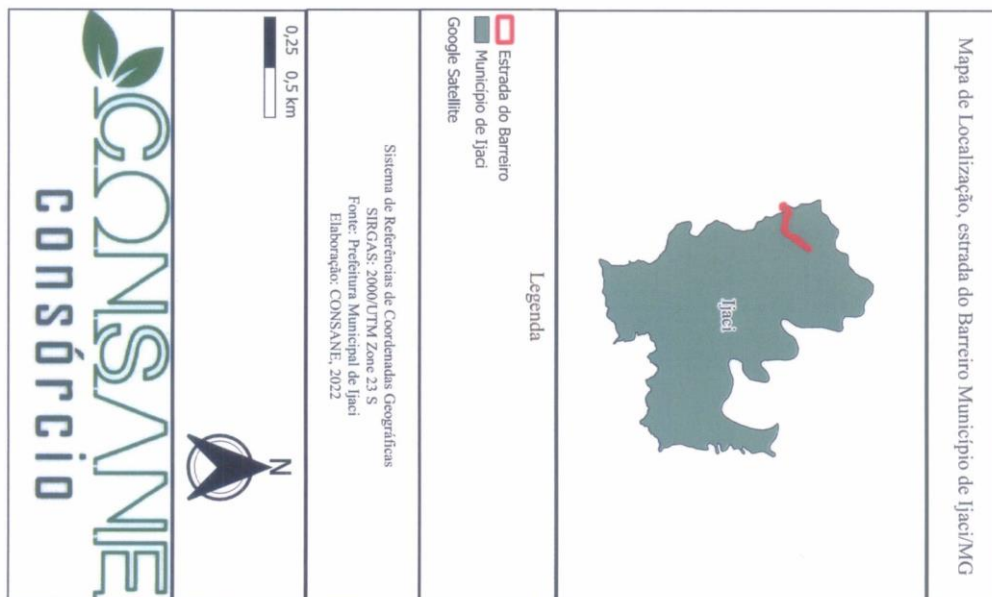 Mapa de Localização, estrada do Barreiro Município de Ijaci/MG
Ijaci
Legenda
Estrada do Barreiro
Município de Ijaci
Google Satellite
Sistema de Referências de Coordenadas Geográficas
SIRGAS: 2000/UTM Zone 23 S
Fonte: Prefeitura Municipal de Ijaci
Elaboração: CONSANE, 2022
0,25 0,5 km
N
CONSANE
consórcio